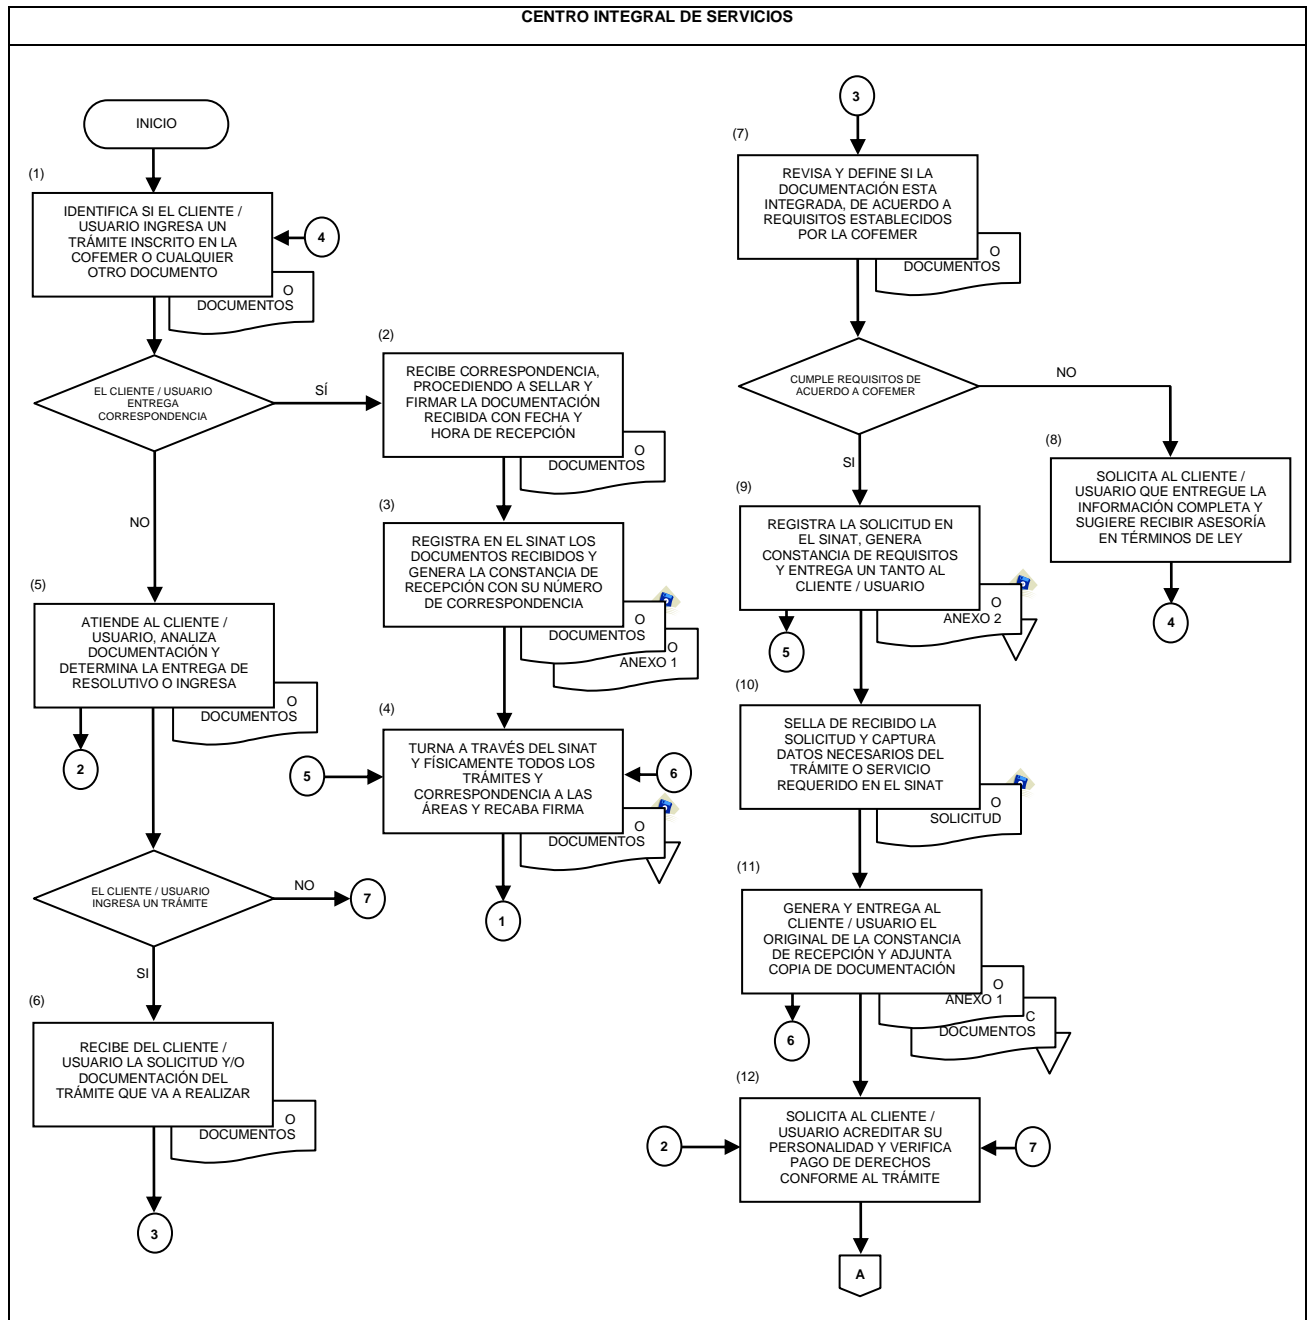 CENTRO INTEGRAL DE SERVICIOS
INICIO
(1)
IDENTIFICA SI EL CLIENTE /
USUARIO INGRESA UN
TRÁMITE INSCRITO EN LA
COFEMER O CUALQUIER
OTRO DOCUMENTO
4
O
DOCUMENTOS
EL CLIENTE / USUARIO
ENTREGA
CORRESPONDENCIA
SÍ
NO
(5)
ATIENDE AL CLIENTE /
USUARIO, ANALIZA
DOCUMENTACIÓN Y
DETERMINA LA ENTREGA DE
RESOLUTIVO O INGRESA
O
DOCUMENTOS
2
EL CLIENTE / USUARIO
INGRESA UN TRÁMITE
NO
7
SI
(6)
RECIBE DEL CLIENTE /
USUARIO LA SOLICITUD Y/O
DOCUMENTACIÓN DEL
TRÁMITE QUE VA A REALIZAR
O
DOCUMENTOS
3
(2)
RECIBE CORRESPONDENCIA,
PROCEDIENDO A SELLAR Y
FIRMAR LA DOCUMENTACIÓN
RECIBIDA CON FECHA Y
HORA DE RECEPCIÓN
O
DOCUMENTOS
(3)
REGISTRA EN EL SINAT LOS
DOCUMENTOS RECIBIDOS Y
GENERA LA CONSTANCIA DE
RECEPCIÓN CON SU NÚMERO
DE CORRESPONDENCIA
O
DOCUMENTOS
O
ANEXO 1
(4)
TURNA A TRAVÉS DEL SINAT
Y FÍSICAMENTE TODOS LOS
TRÁMITES Y
CORRESPONDENCIA A LAS
ÁREAS Y RECABA FIRMA
5
6
O
DOCUMENTOS
1
3
(7)
REVISA Y DEFINE SI LA
DOCUMENTACIÓN ESTA
INTEGRADA, DE ACUERDO A
REQUISITOS ESTABLECIDOS
POR LA COFEMER
O
DOCUMENTOS
CUMPLE REQUISITOS DE
ACUERDO A COFEMER
NO
SI
(8)
SOLICITA AL CLIENTE /
USUARIO QUE ENTREGUE LA
INFORMACIÓN COMPLETA Y
SUGIERE RECIBIR ASESORÍA
EN TÉRMINOS DE LEY
4
(9)
REGISTRA LA SOLICITUD EN
EL SINAT, GENERA
CONSTANCIA DE REQUISITOS
Y ENTREGA UN TANTO AL
CLIENTE / USUARIO
O
ANEXO 2
5
(10)
SELLA DE RECIBIDO LA
SOLICITUD Y CAPTURA
DATOS NECESARIOS DEL
TRÁMITE O SERVICIO
REQUERIDO EN EL SINAT
O
SOLICITUD
(11)
GENERA Y ENTREGA AL
CLIENTE / USUARIO EL
ORIGINAL DE LA CONSTANCIA
DE RECEPCIÓN Y ADJUNTA
COPIA DE DOCUMENTACIÓN
O
ANEXO 1
C
DOCUMENTOS
6
(12)
SOLICITA AL CLIENTE /
USUARIO ACREDITAR SU
PERSONALIDAD Y VERIFICA
PAGO DE DERECHOS
CONFORME AL TRÁMITE
2
7
A